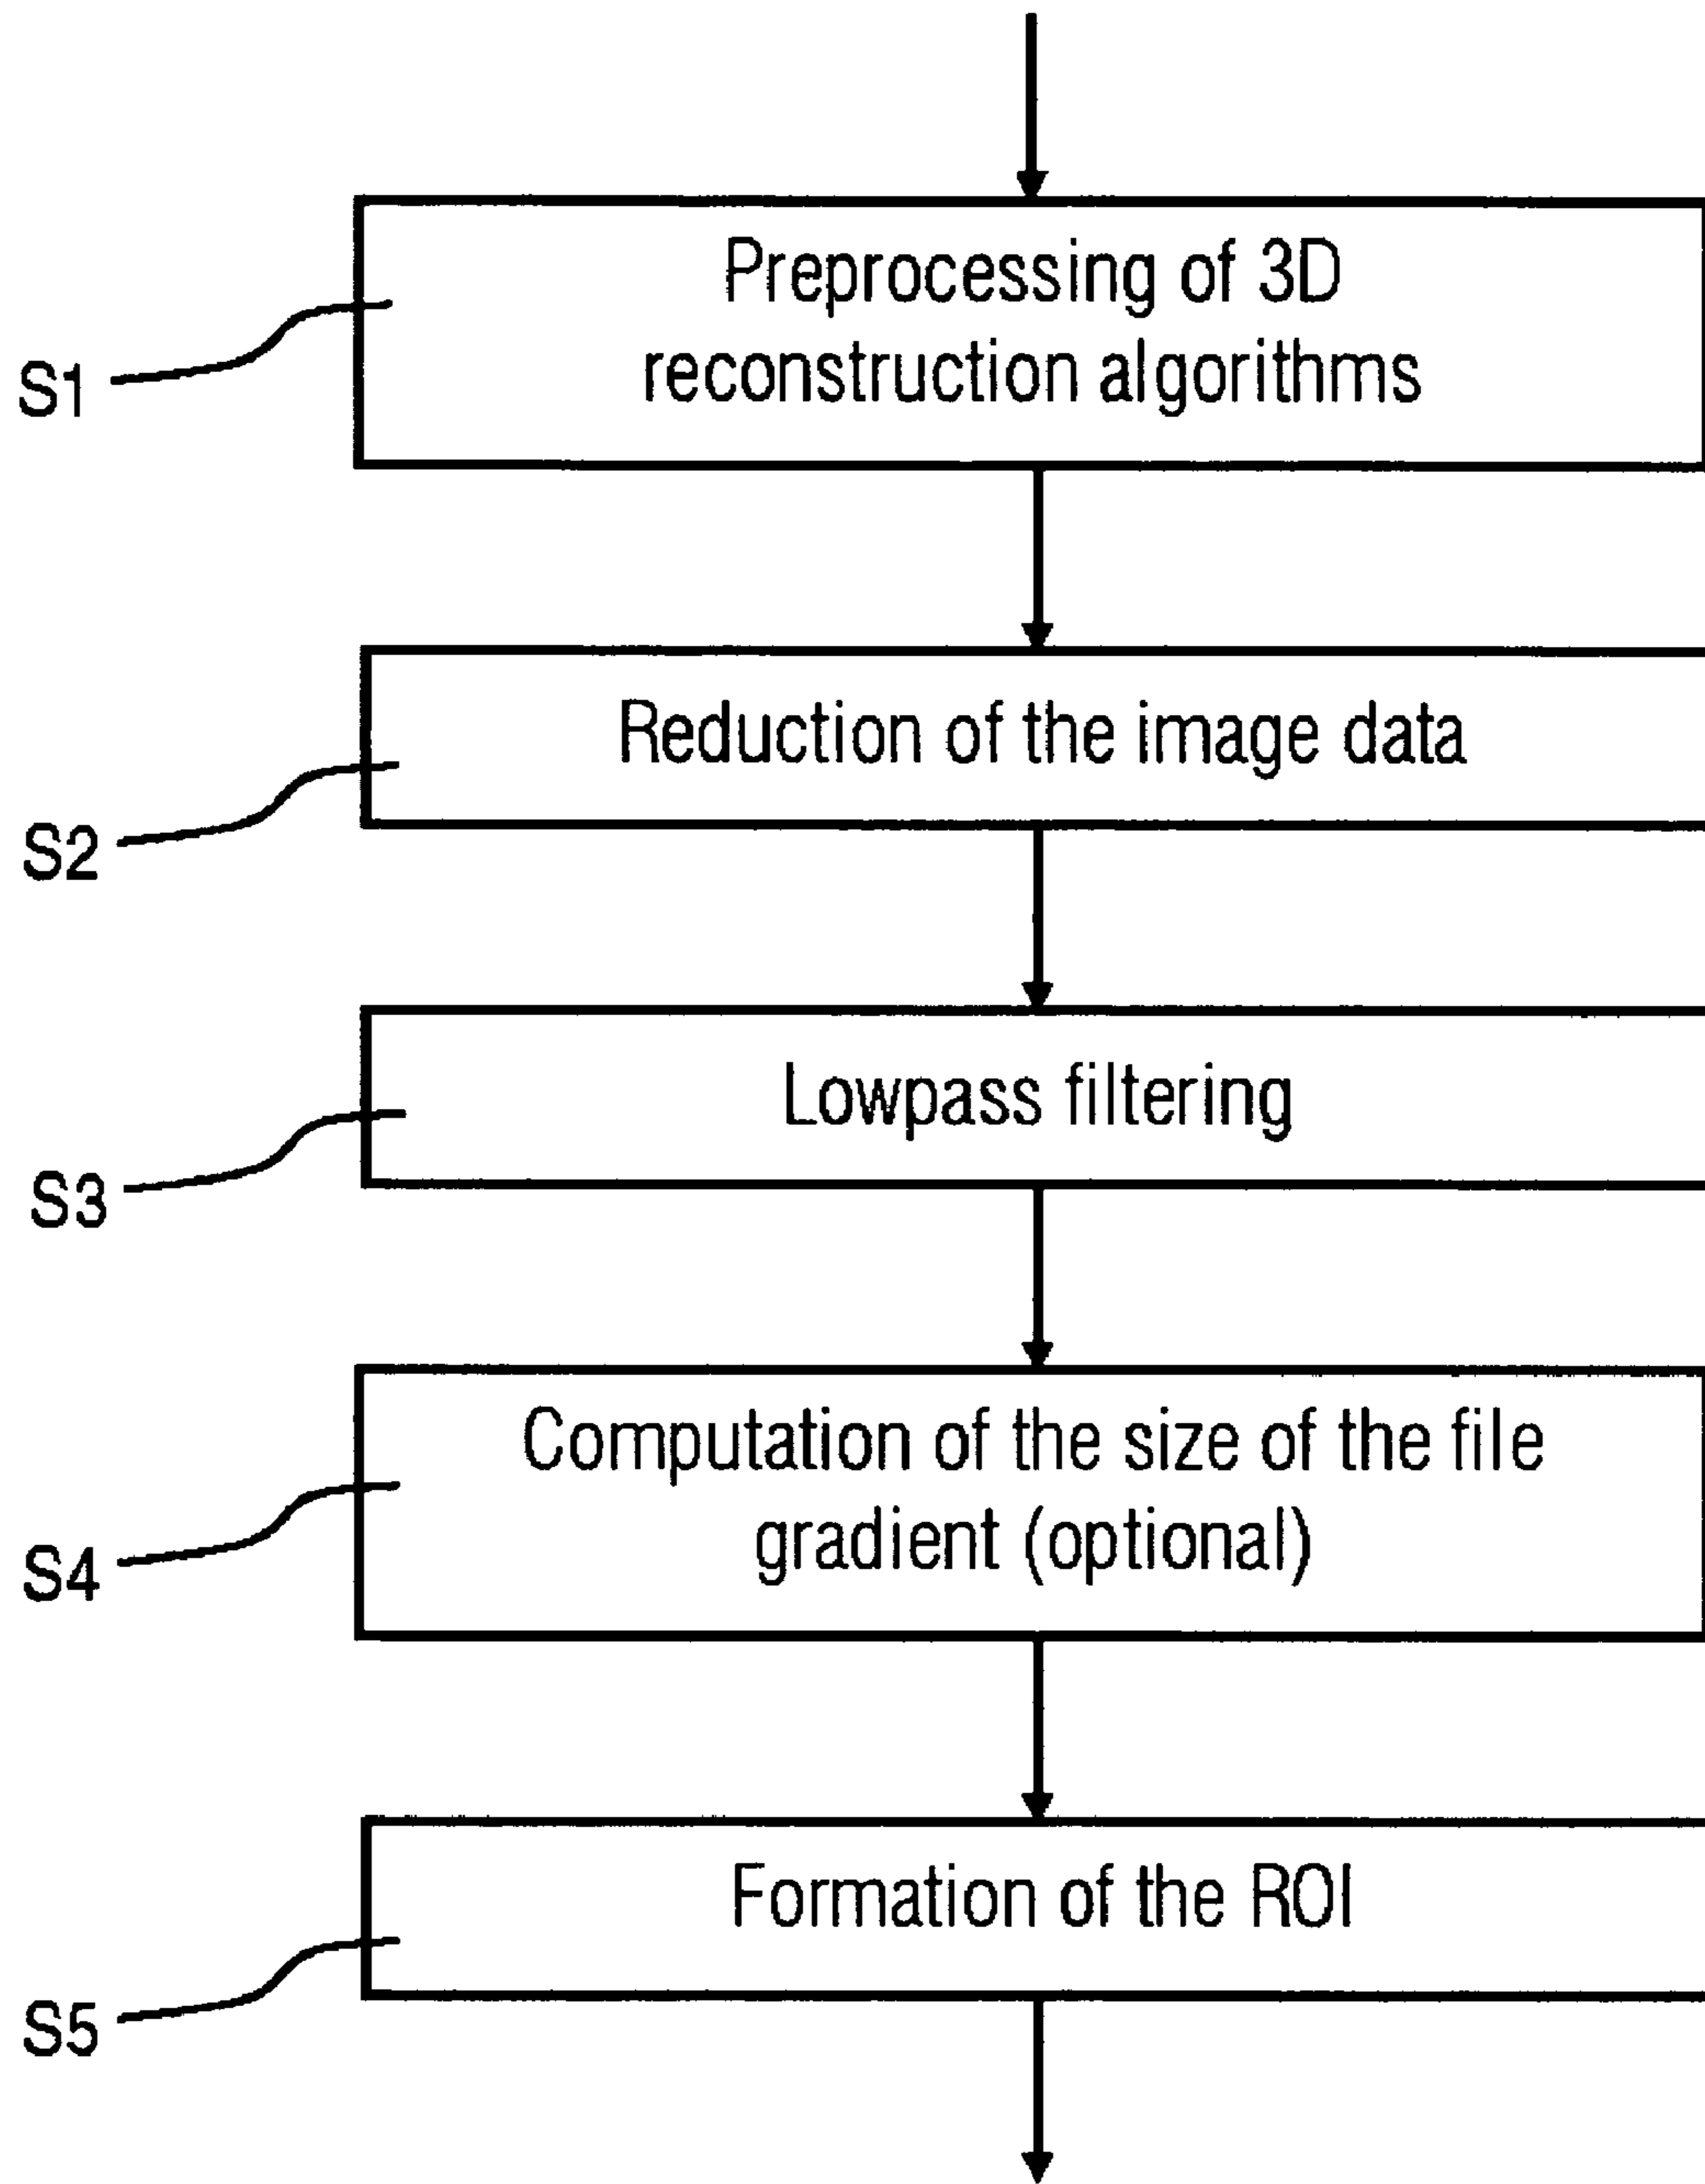 Preprocessing of 3D
reconstruction algorithms
S1
Reduction of the image data
S2
Lowpass filtering
S3
Computation of the size of the file
gradient (optional)
S4
Formation of the ROI
S5